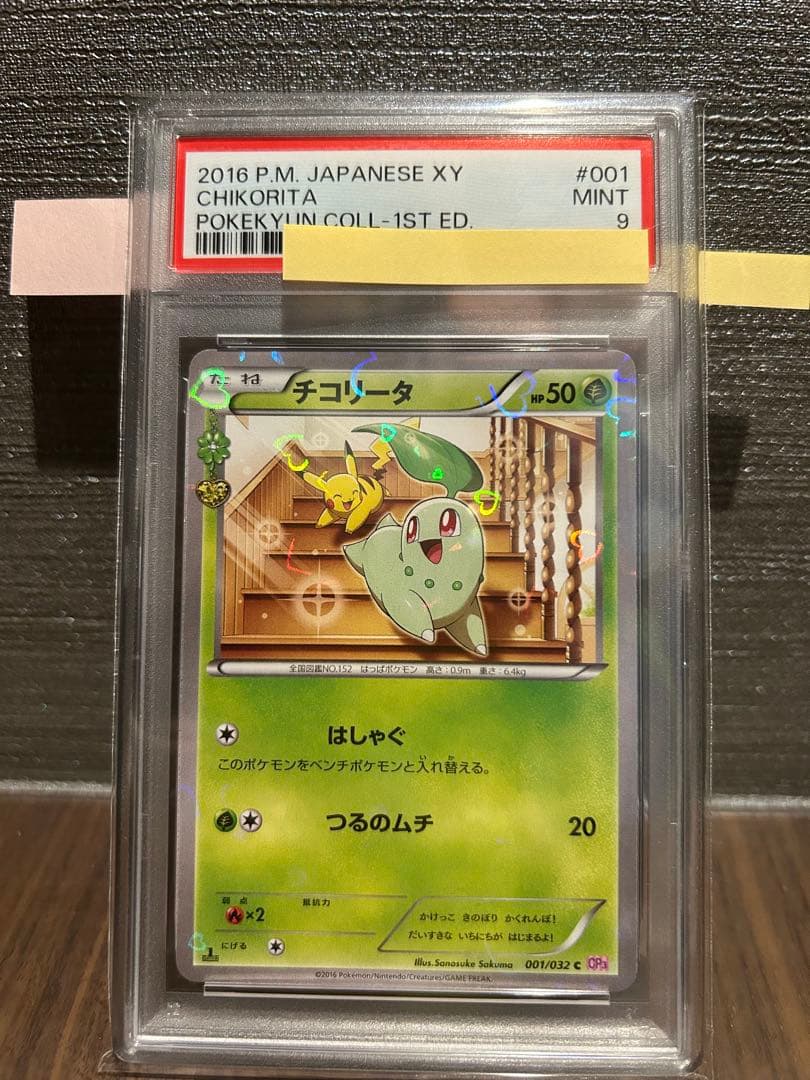 2016 P.M. JAPANESE XY #001
CHIKORITA MINT
POKEKYUN COLL-1ST ED. 9
たね チコリータ HP50
全国図鑑NO.152 はっぱポケモン 高さ：0.9m 重さ：6.4kg
はしゃぐ
このポケモンをベンチポケモンと入れ替える。
つるのムチ 20
弱点 抵抗力
×2
かけっこ きのぼり かくれんぼ！
だいすきな いちにちが はじまるよ！
にげる
Illus.Sanosuke Sakuma 001/032 C CP3
©2016 Pokémon/Nintendo/Creatures/GAME FREAK.